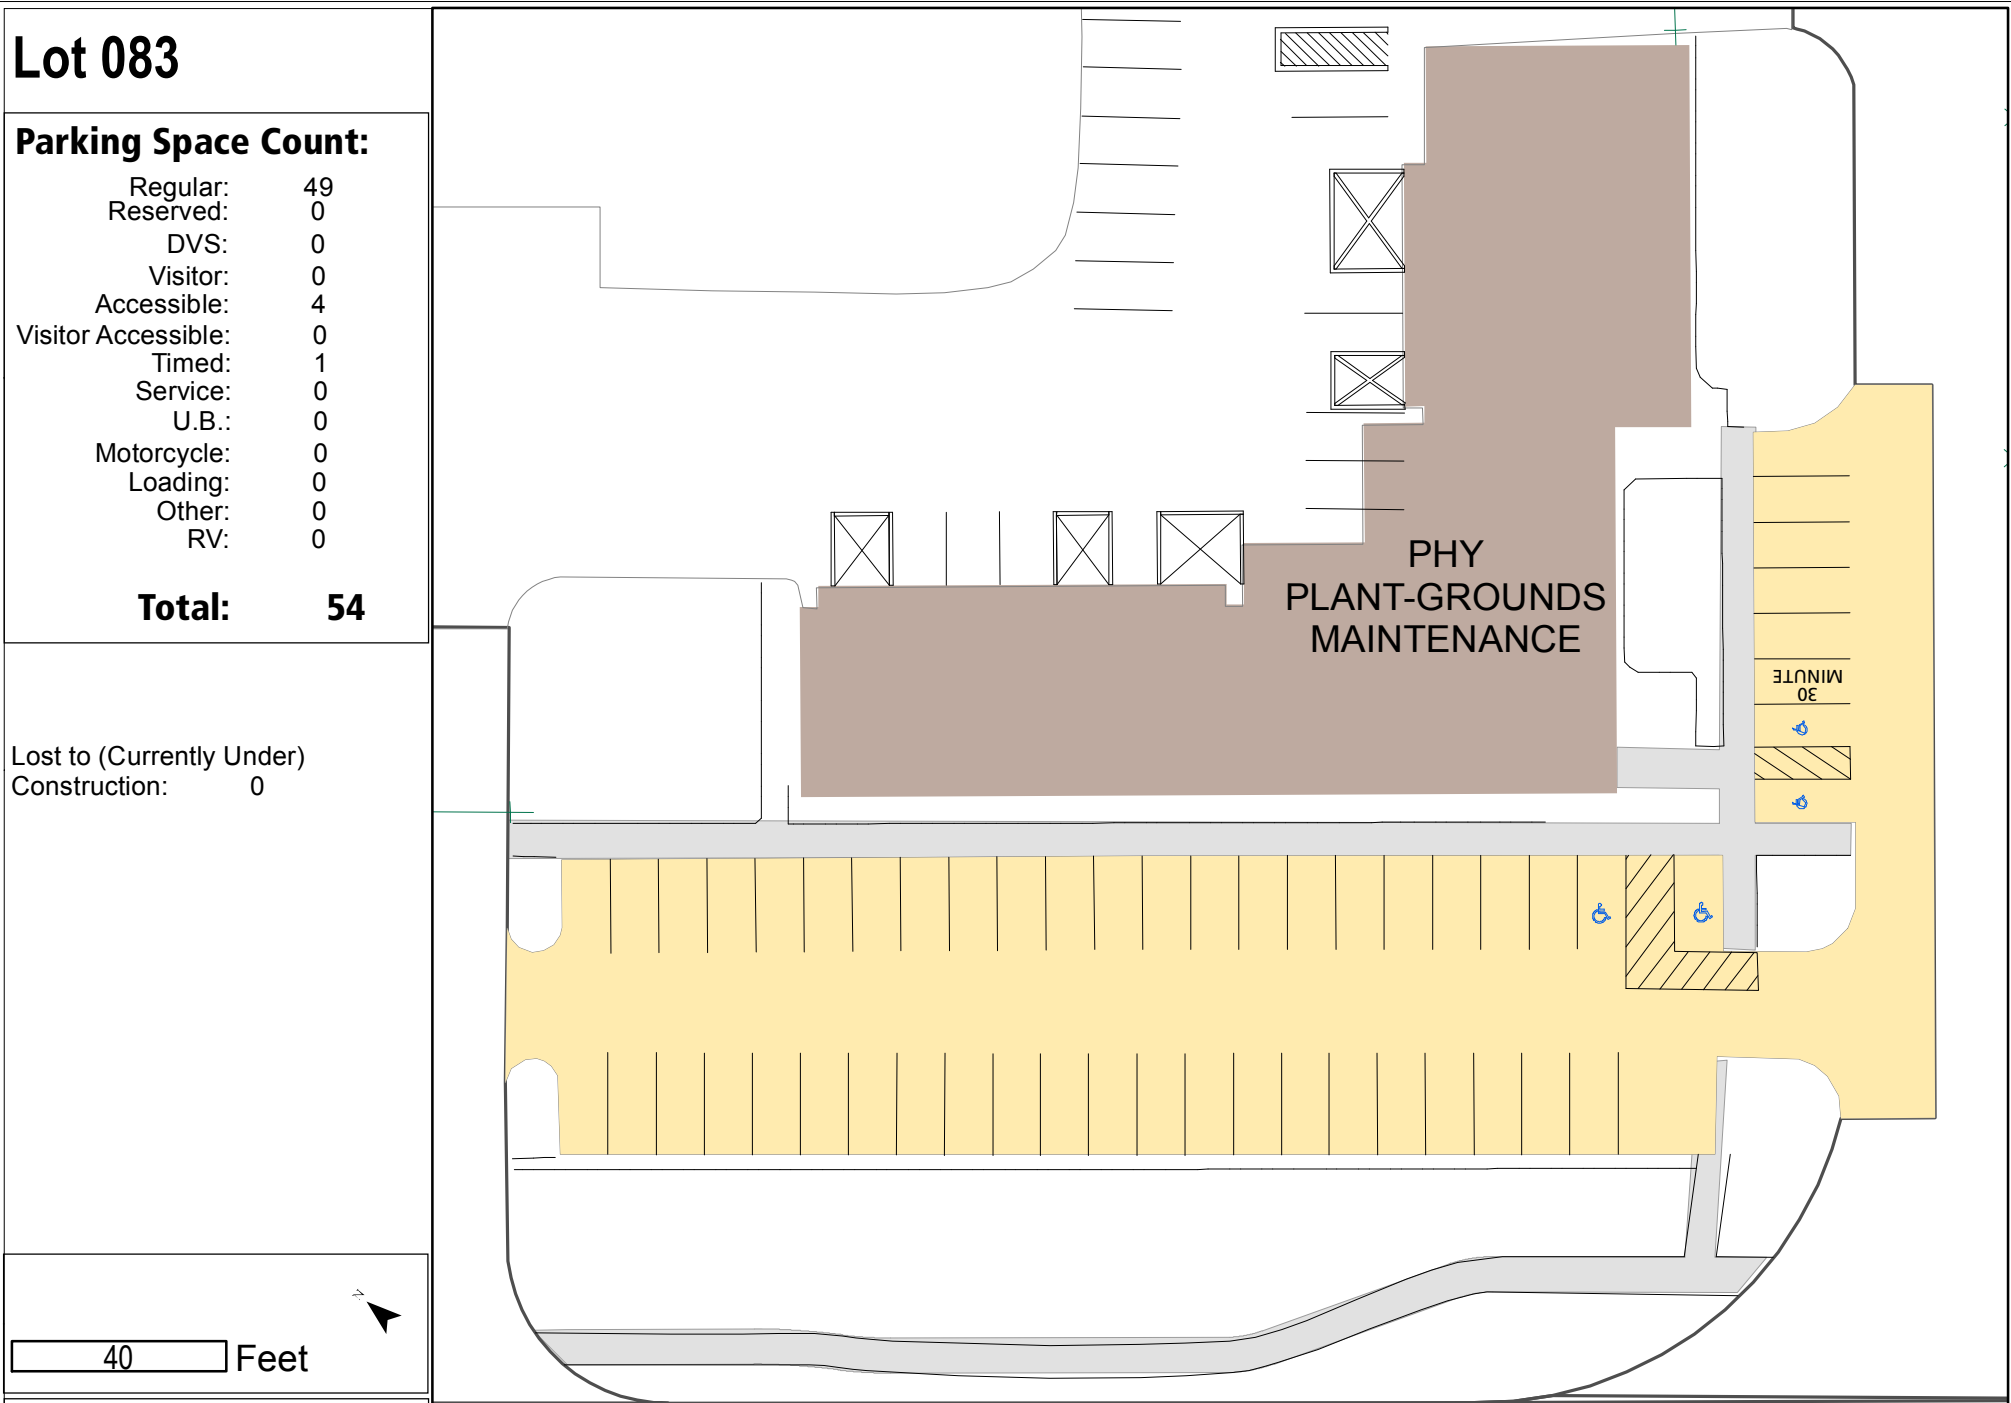 Lot 083
Parking Space Count:
Regular: 49
Reserved: 0
DVS: 0
Visitor: 0
Accessible: 4
Visitor Accessible: 0
Timed: 1
Service: 0
U.B.: 0
Motorcycle: 0
Loading: 0
Other: 0
RV: 0
Total: 54
Lost to (Currently Under)
Construction: 0
N
40 Feet
PHY
PLANT-GROUNDS
MAINTENANCE
30
MINUTE